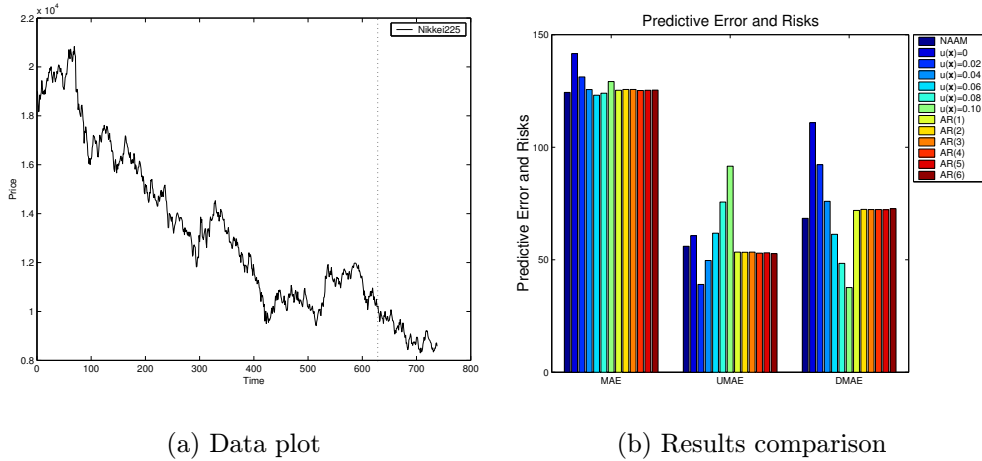 x 10⁴
Nikkei225
2.2
2
1.8
1.6
1.4
1.2
1
0.8
Price
0 100 200 300 400 500 600 700 800
Time
(a) Data plot
Predictive Error and Risks
150
100
50
0
Predictive Error and Risks
MAE UMAE DMAE
NAAM
u(x)=0
u(x)=0.02
u(x)=0.04
u(x)=0.06
u(x)=0.08
u(x)=0.10
AR(1)
AR(2)
AR(3)
AR(4)
AR(5)
AR(6)
(b) Results comparison